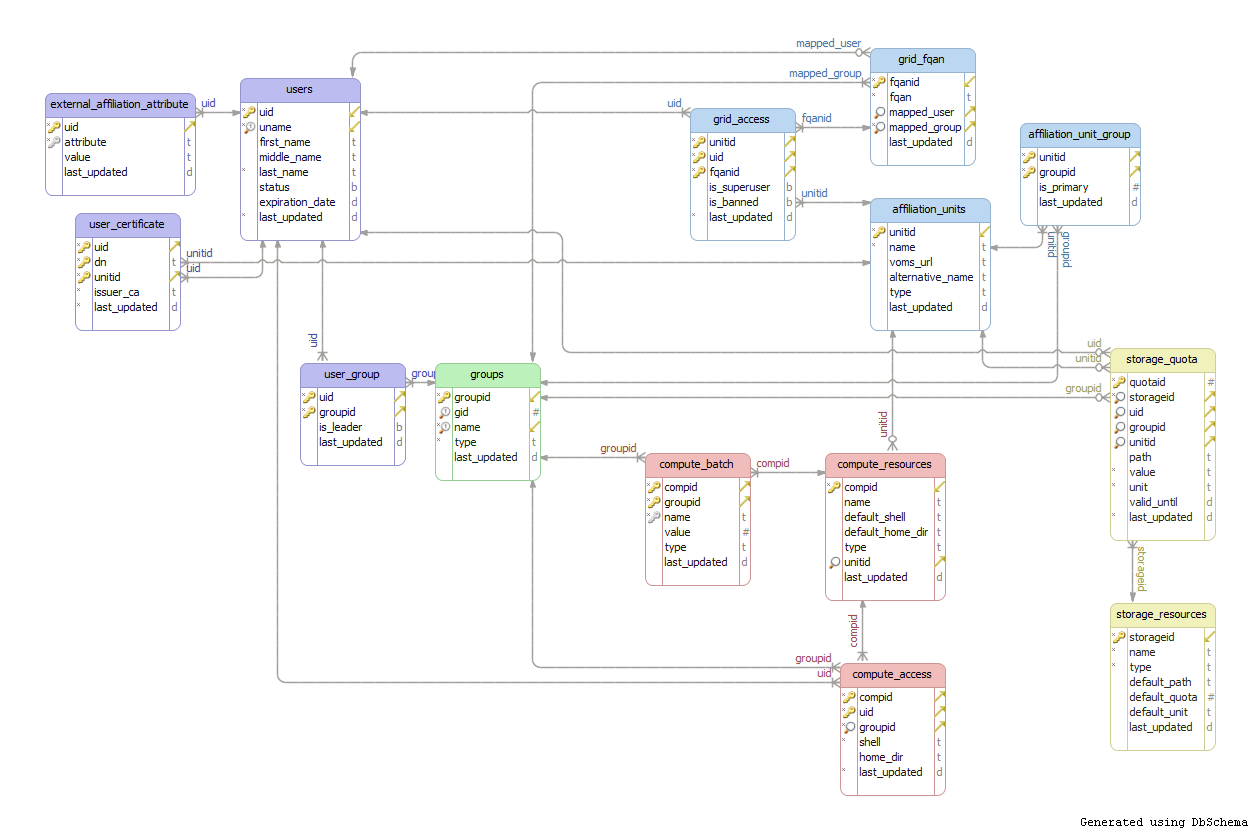 mapped_user
grid_fqan
fqanid
fqan t
mapped_user
mapped_group
last_updated d
mapped_group
external_affiliation_attribute
uid
attribute t
value t
last_updated d
uid
users
uid
uname
first_name t
middle_name t
last_name t
status b
expiration_date d
last_updated d
uid
grid_access
unitid
uid
fqanid
is_superuser b
is_banned b
last_updated d
fqanid
unitid
affiliation_unit_group
unitid
groupid
is_primary #
last_updated d
unitid
groupid
user_certificate
uid
dn t
unitid
issuer_ca t
last_updated d
unitid
uid
affiliation_units
unitid
name t
voms_url t
alternative_name t
type t
last_updated d
uid
user_group
uid
groupid
is_leader b
last_updated d
group
groups
groupid
gid #
name
type t
last_updated d
uid
unitid
groupid
storage_quota
quotaid #
storageid
uid
groupid
unitid
path t
value t
unit t
valid_until d
last_updated d
storageid
groupid
compute_batch
compid
groupid
name t
value #
type t
last_updated d
compid
unitid
compute_resources
compid
name t
default_shell t
default_home_dir t
type t
unitid
last_updated d
compid
groupid
uid
compute_access
compid
uid
groupid
shell t
home_dir t
last_updated d
storage_resources
storageid
name t
type t
default_path t
default_quota #
default_unit t
last_updated d
Generated using DbSchema